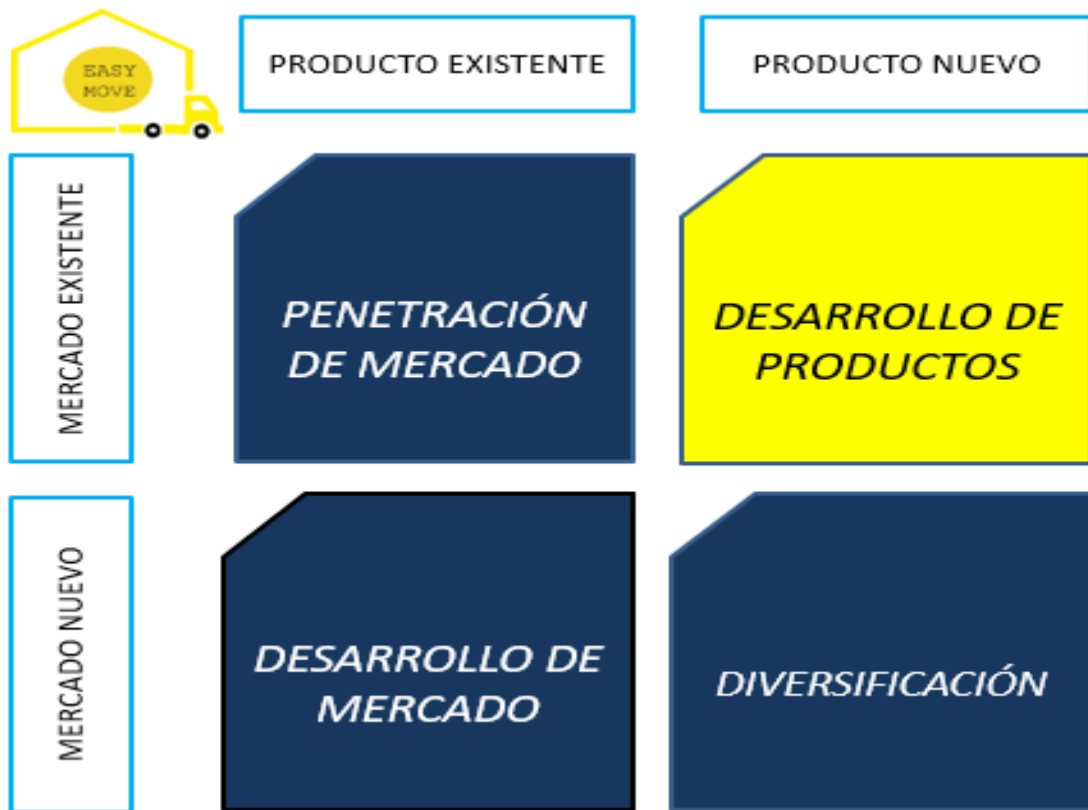 EASY
MOVE
PRODUCTO EXISTENTE
PRODUCTO NUEVO
MERCADO EXISTENTE
PENETRACIÓN
DE MERCADO
DESARROLLO DE
PRODUCTOS
MERCADO NUEVO
DESARROLLO DE
MERCADO
DIVERSIFICACIÓN